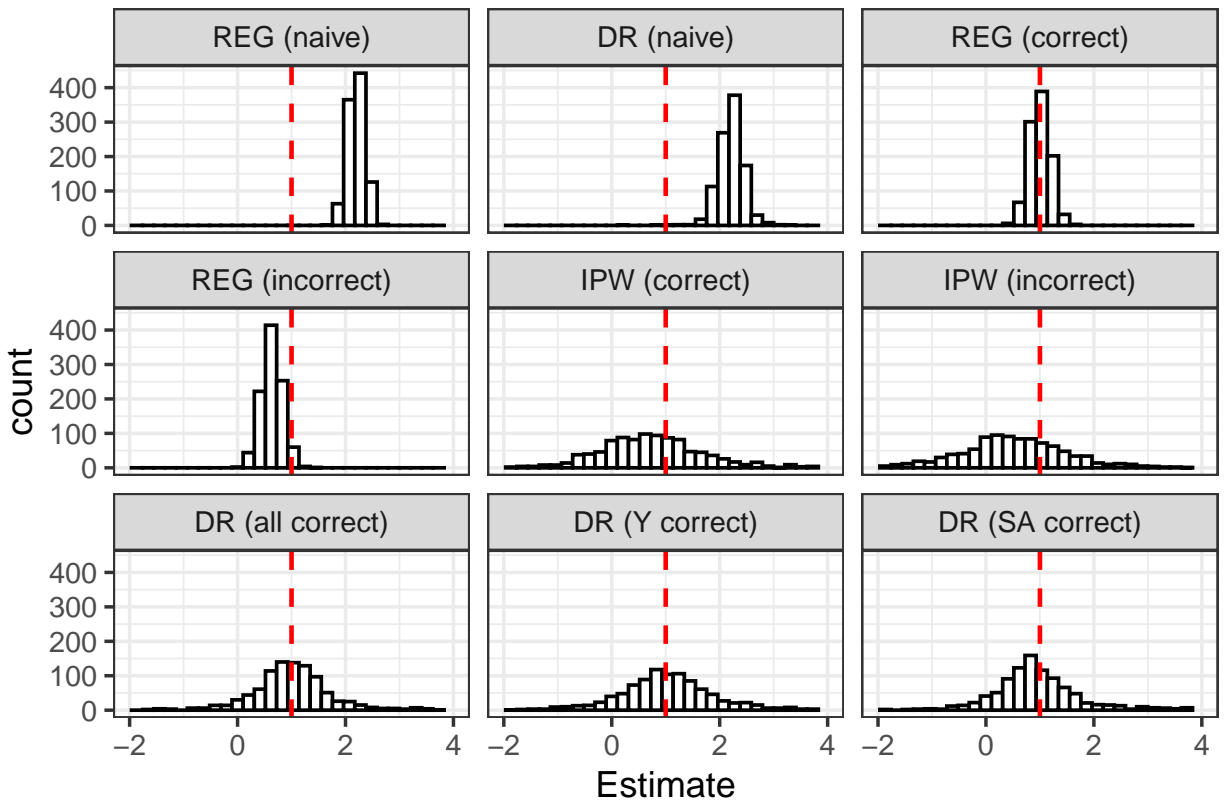 REG (naive) DR (naive) REG (correct)
400
300
200
100
0
REG (incorrect) IPW (correct) IPW (incorrect)
400
300
200
100
0
count
DR (all correct) DR (Y correct) DR (SA correct)
400
300
200
100
0
−2 0 2 4 −2 0 2 4 −2 0 2 4
Estimate